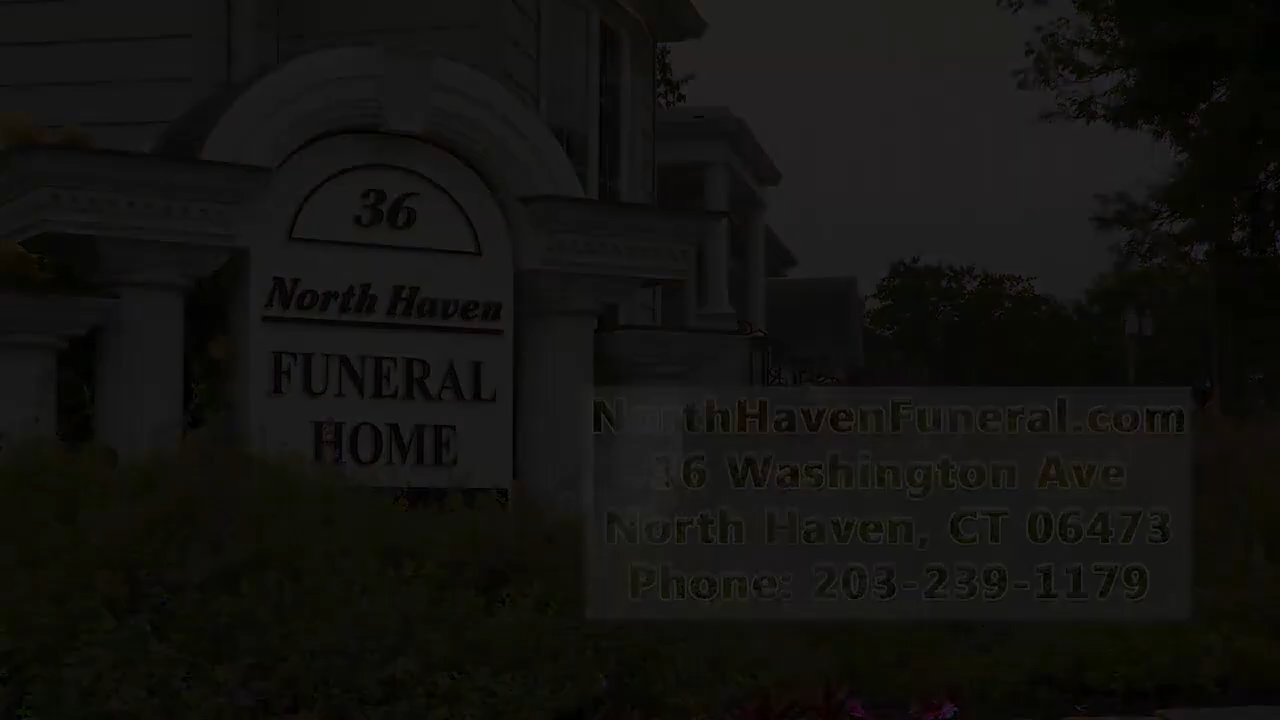 36
North Haven
FUNERAL
HOME
NorthHavenFuneral.com
36 Washington Ave
North Haven, CT 06473
Phone: 203-239-1179